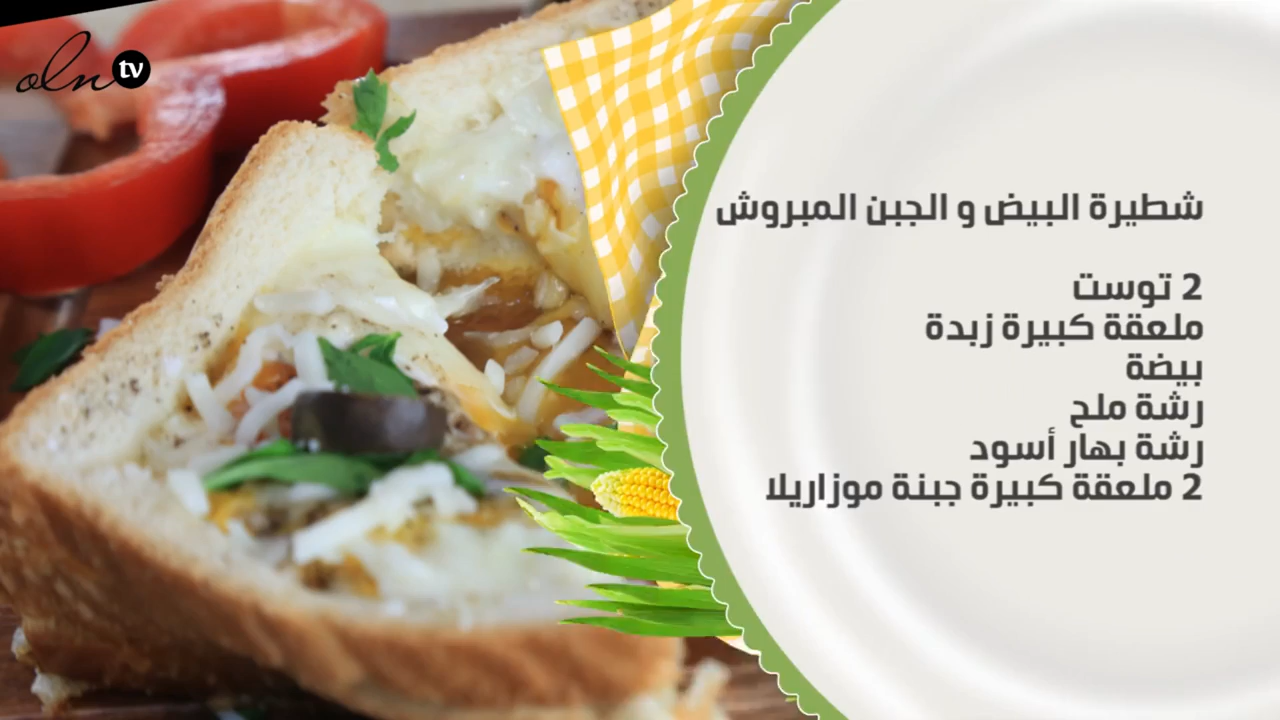 oln tv
شطيرة البيض و الجبن المبروش
2 توست
ملعقة كبيرة زبدة
بيضة
رشة ملح
رشة بهار أسود
2 ملعقة كبيرة جبنة موزاريلا